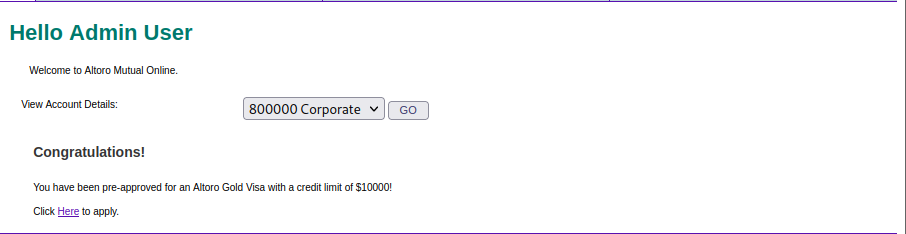 Hello Admin User
Welcome to Altoro Mutual Online.
View Account Details: 800000 Corporate GO
Congratulations!
You have been pre-approved for an Altoro Gold Visa with a credit limit of $10000!
Click Here to apply.